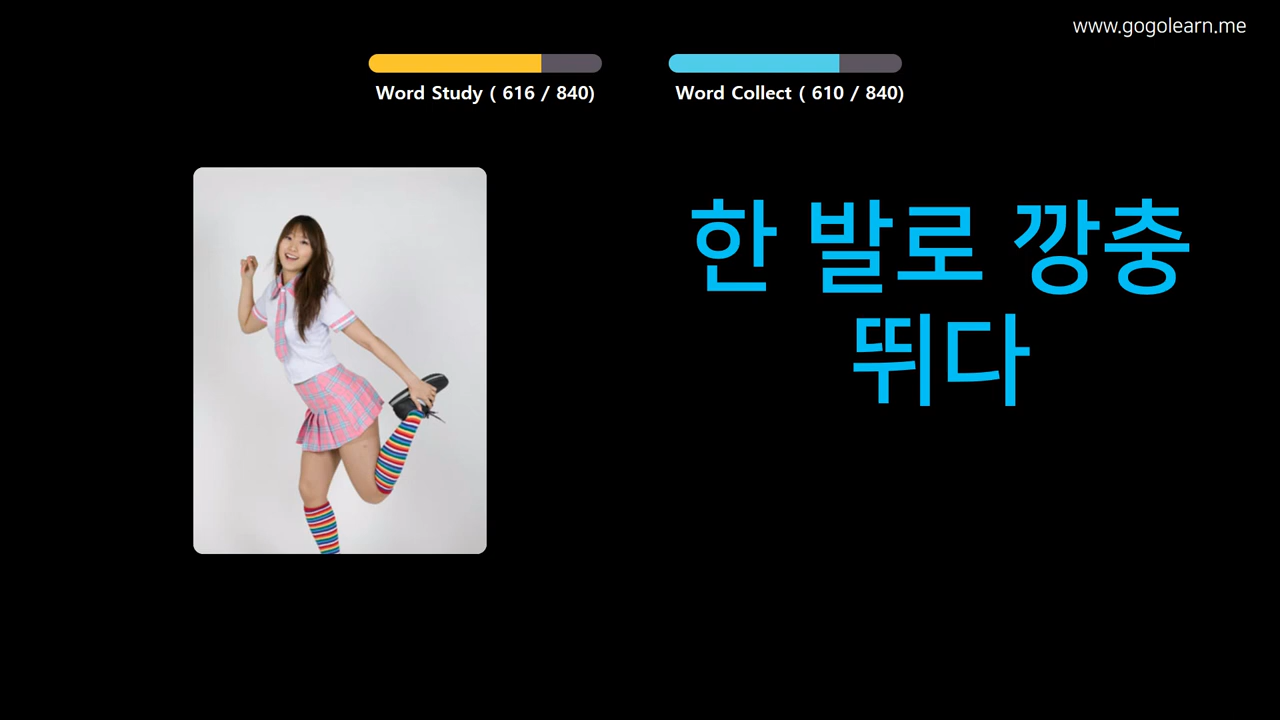 www.gogolearn.me
Word Study ( 616 / 840)
Word Collect ( 610 / 840)
한 발로 깡충
뛰다